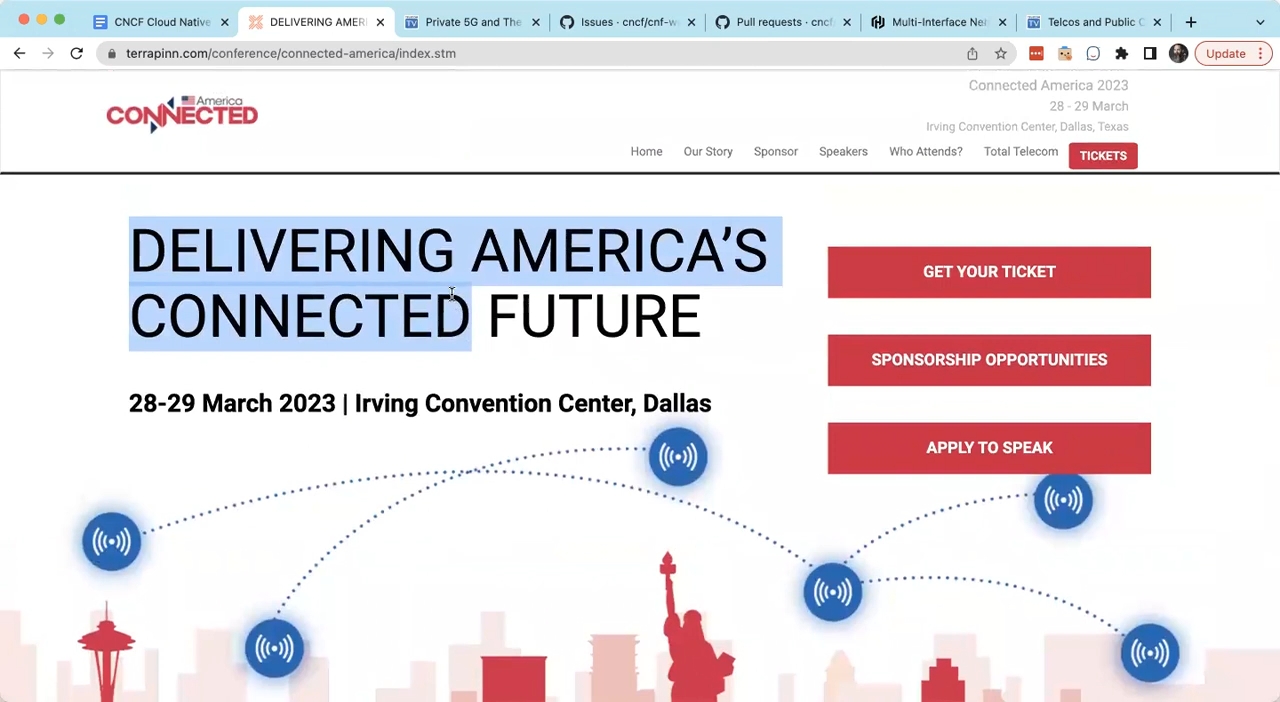 CNCF Cloud Native
DELIVERING AMERI
Private 5G and The
Issues · cncf/cnf-w
Pull requests · cncf
Multi-Interface Ne
Telcos and Public C
terrapinn.com/conference/connected-america/index.stm
Update
America
CONNECTED
Connected America 2023
28 - 29 March
Irving Convention Center, Dallas, Texas
Home
Our Story
Sponsor
Speakers
Who Attends?
Total Telecom
TICKETS
DELIVERING AMERICA’S
CONNECTED FUTURE
28-29 March 2023 | Irving Convention Center, Dallas
GET YOUR TICKET
SPONSORSHIP OPPORTUNITIES
APPLY TO SPEAK